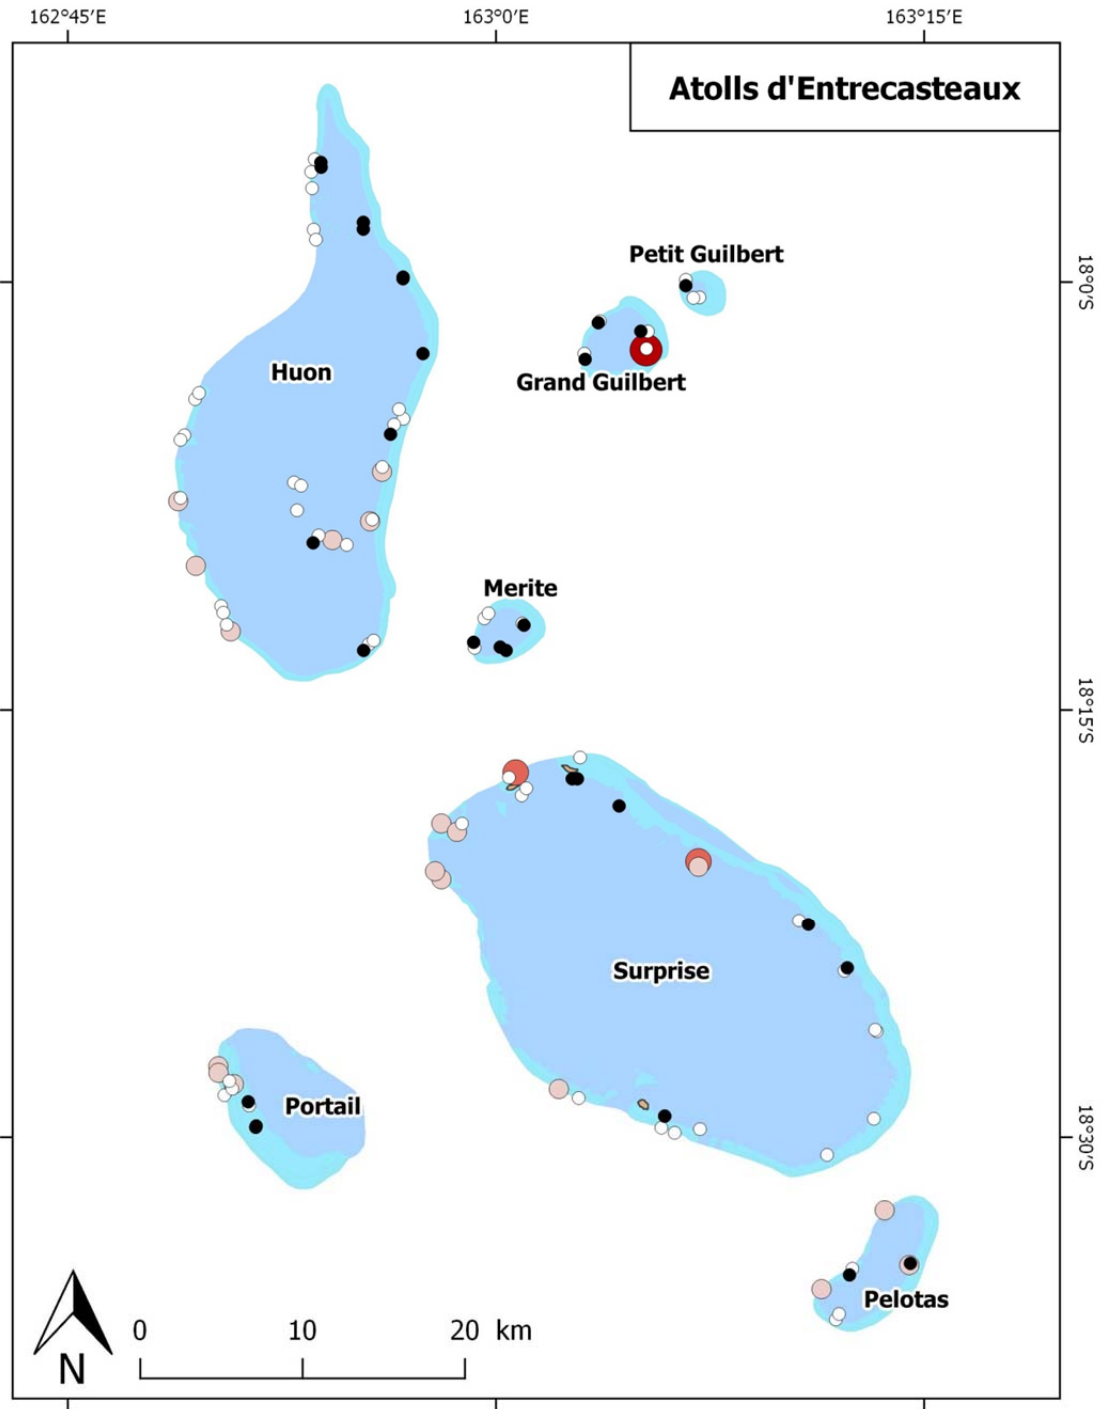 162°45′E
163°0′E
163°15′E
Atolls d'Entrecasteaux
Petit Guilbert
18°0′S
Huon
Grand Guilbert
Merite
18°15′S
Surprise
Portail
18°30′S
Pelotas
0 10 20 km
N